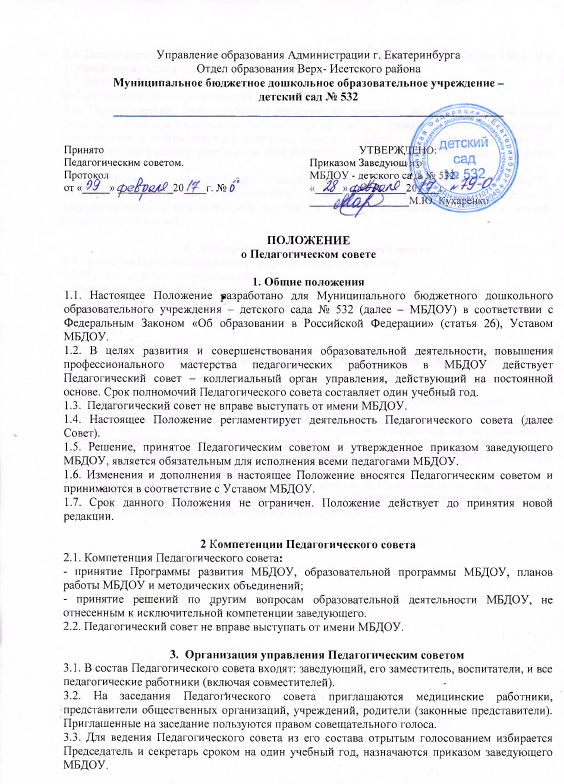 Управление образования Администрации г. Екатеринбурга
Отдел образования Верх- Исетского района
Муниципальное бюджетное дошкольное образовательное учреждение –
детский сад № 532
Принято
Педагогическим советом.
Протокол
от « 09 » февраля 20 17 г. № 6
УТВЕРЖДЕНО:
Приказом Заведующ
МБДОУ - детского сада № 532
« 28 » февраля 20 17 № 19-О
М.Ю. Кухаренко
детский
сад
№ 532
ПОЛОЖЕНИЕ
о Педагогическом совете
1. Общие положения
1.1. Настоящее Положение разработано для Муниципального бюджетного дошкольного
образовательного учреждения – детского сада № 532 (далее – МБДОУ) в соответствии с
Федеральным Законом «Об образовании в Российской Федерации» (статья 26), Уставом
МБДОУ.
1.2. В целях развития и совершенствования образовательной деятельности, повышения
профессионального мастерства педагогических работников в МБДОУ действует
Педагогический совет – коллегиальный орган управления, действующий на постоянной
основе. Срок полномочий Педагогического совета составляет один учебный год.
1.3. Педагогический совет не вправе выступать от имени МБДОУ.
1.4. Настоящее Положение регламентирует деятельность Педагогического совета (далее
Совет).
1.5. Решение, принятое Педагогическим советом и утвержденное приказом заведующего
МБДОУ, является обязательным для исполнения всеми педагогами МБДОУ.
1.6. Изменения и дополнения в настоящее Положение вносятся Педагогическим советом и
принимаются в соответствие с Уставом МБДОУ.
1.7. Срок данного Положения не ограничен. Положение действует до принятия новой
редакции.
2 Компетенции Педагогического совета
2.1. Компетенция Педагогического совета:
- принятие Программы развития МБДОУ, образовательной программы МБДОУ, планов
работы МБДОУ и методических объединений;
- принятие решений по другим вопросам образовательной деятельности МБДОУ, не
отнесенным к исключительной компетенции заведующего.
2.2. Педагогический совет не вправе выступать от имени МБДОУ.
3. Организация управления Педагогическим советом
3.1. В состав Педагогического совета входят: заведующий, его заместитель, воспитатели, и все
педагогические работники (включая совместителей).
3.2. На заседания Педагогического совета приглашаются медицинские работники,
представители общественных организаций, учреждений, родители (законные представители).
Приглашенные на заседание пользуются правом совещательного голоса.
3.3. Для ведения Педагогического совета из его состава отрытым голосованием избирается
Председатель и секретарь сроком на один учебный год, назначаются приказом заведующего
МБДОУ.